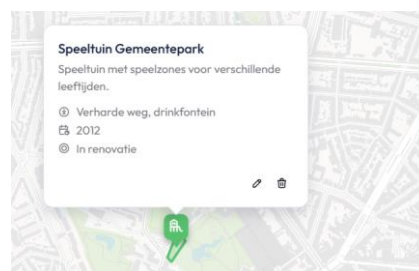 Speeltuin Gemeentepark
Speeltuin met speelzones voor verschillende
leeftijden.
Verharde weg, drinkfontein
2012
In renovatie